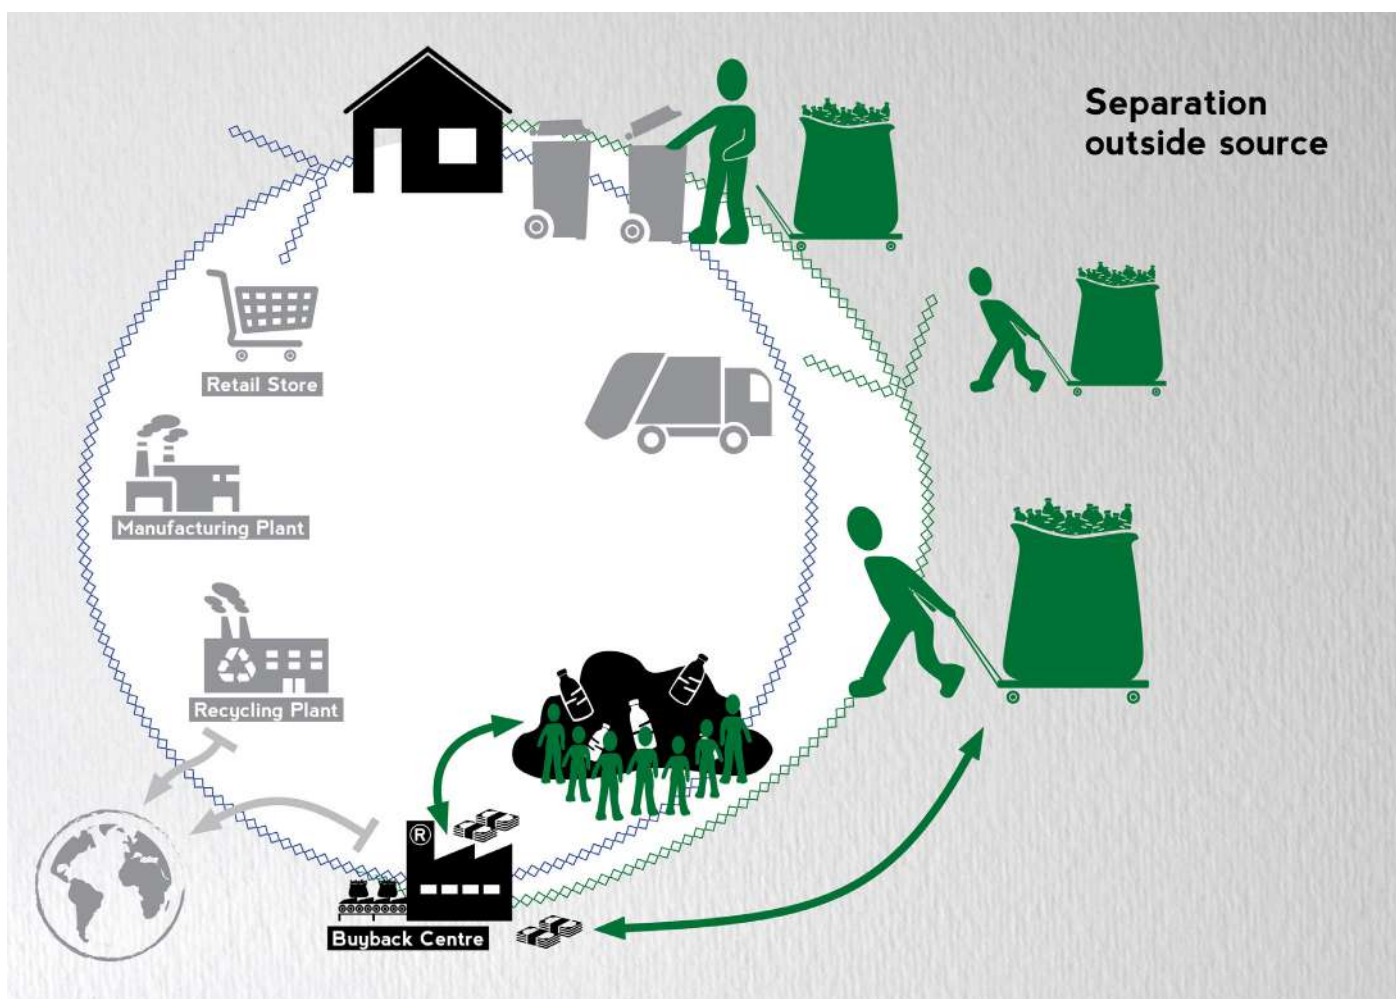 Separation
outside source
Retail Store
Manufacturing Plant
Recycling Plant
®
Buyback Centre